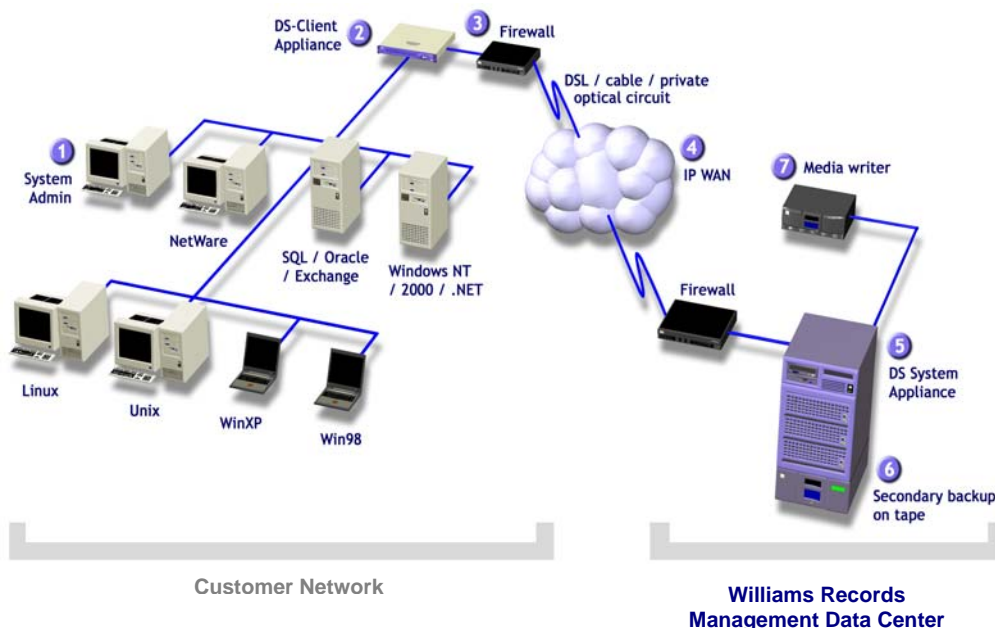 DS-Client
Appliance
2
3
Firewall
DSL / cable / private
optical circuit
1
System
Admin
NetWare
SQL / Oracle
/ Exchange
Windows NT
/ 2000 / .NET
4
IP WAN
7
Media writer
Firewall
Linux
Unix
WinXP
Win98
5
DS System
Appliance
6
Secondary backup
on tape
Customer Network
Williams Records
Management Data Center